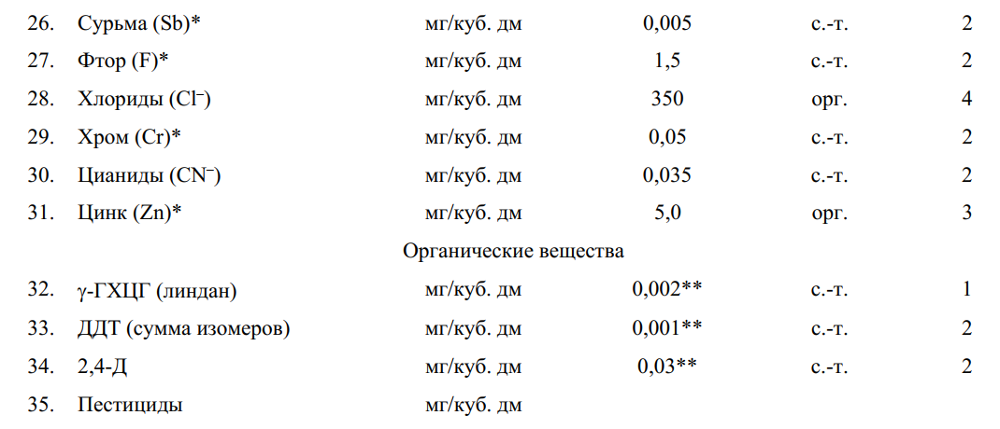 26. Сурьма (Sb)* мг/куб. дм 0,005 с.-т. 2
27. Фтор (F)* мг/куб. дм 1,5 с.-т. 2
28. Хлориды (Cl–) мг/куб. дм 350 орг. 4
29. Хром (Cr)* мг/куб. дм 0,05 с.-т. 2
30. Цианиды (CN–) мг/куб. дм 0,035 с.-т. 2
31. Цинк (Zn)* мг/куб. дм 5,0 орг. 3
Органические вещества
32. γ-ГХЦГ (линдан) мг/куб. дм 0,002** с.-т. 1
33. ДДТ (сумма изомеров) мг/куб. дм 0,001** с.-т. 2
34. 2,4-Д мг/куб. дм 0,03** с.-т. 2
35. Пестициды мг/куб. дм